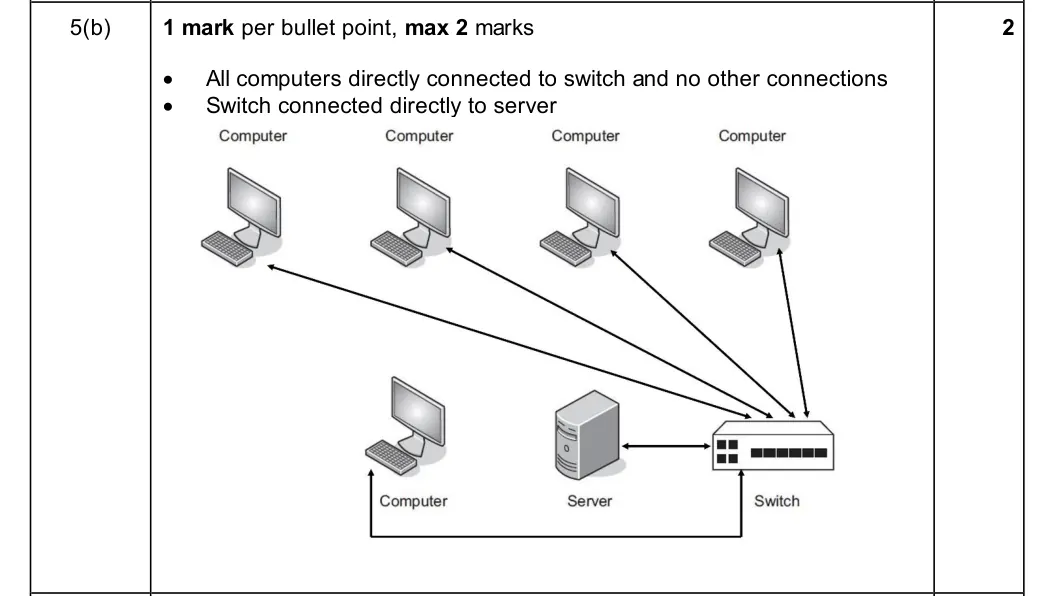 5(b)
1 mark per bullet point, max 2 marks
2
• All computers directly connected to switch and no other connections
• Switch connected directly to server
Computer Computer Computer Computer
Computer Server Switch